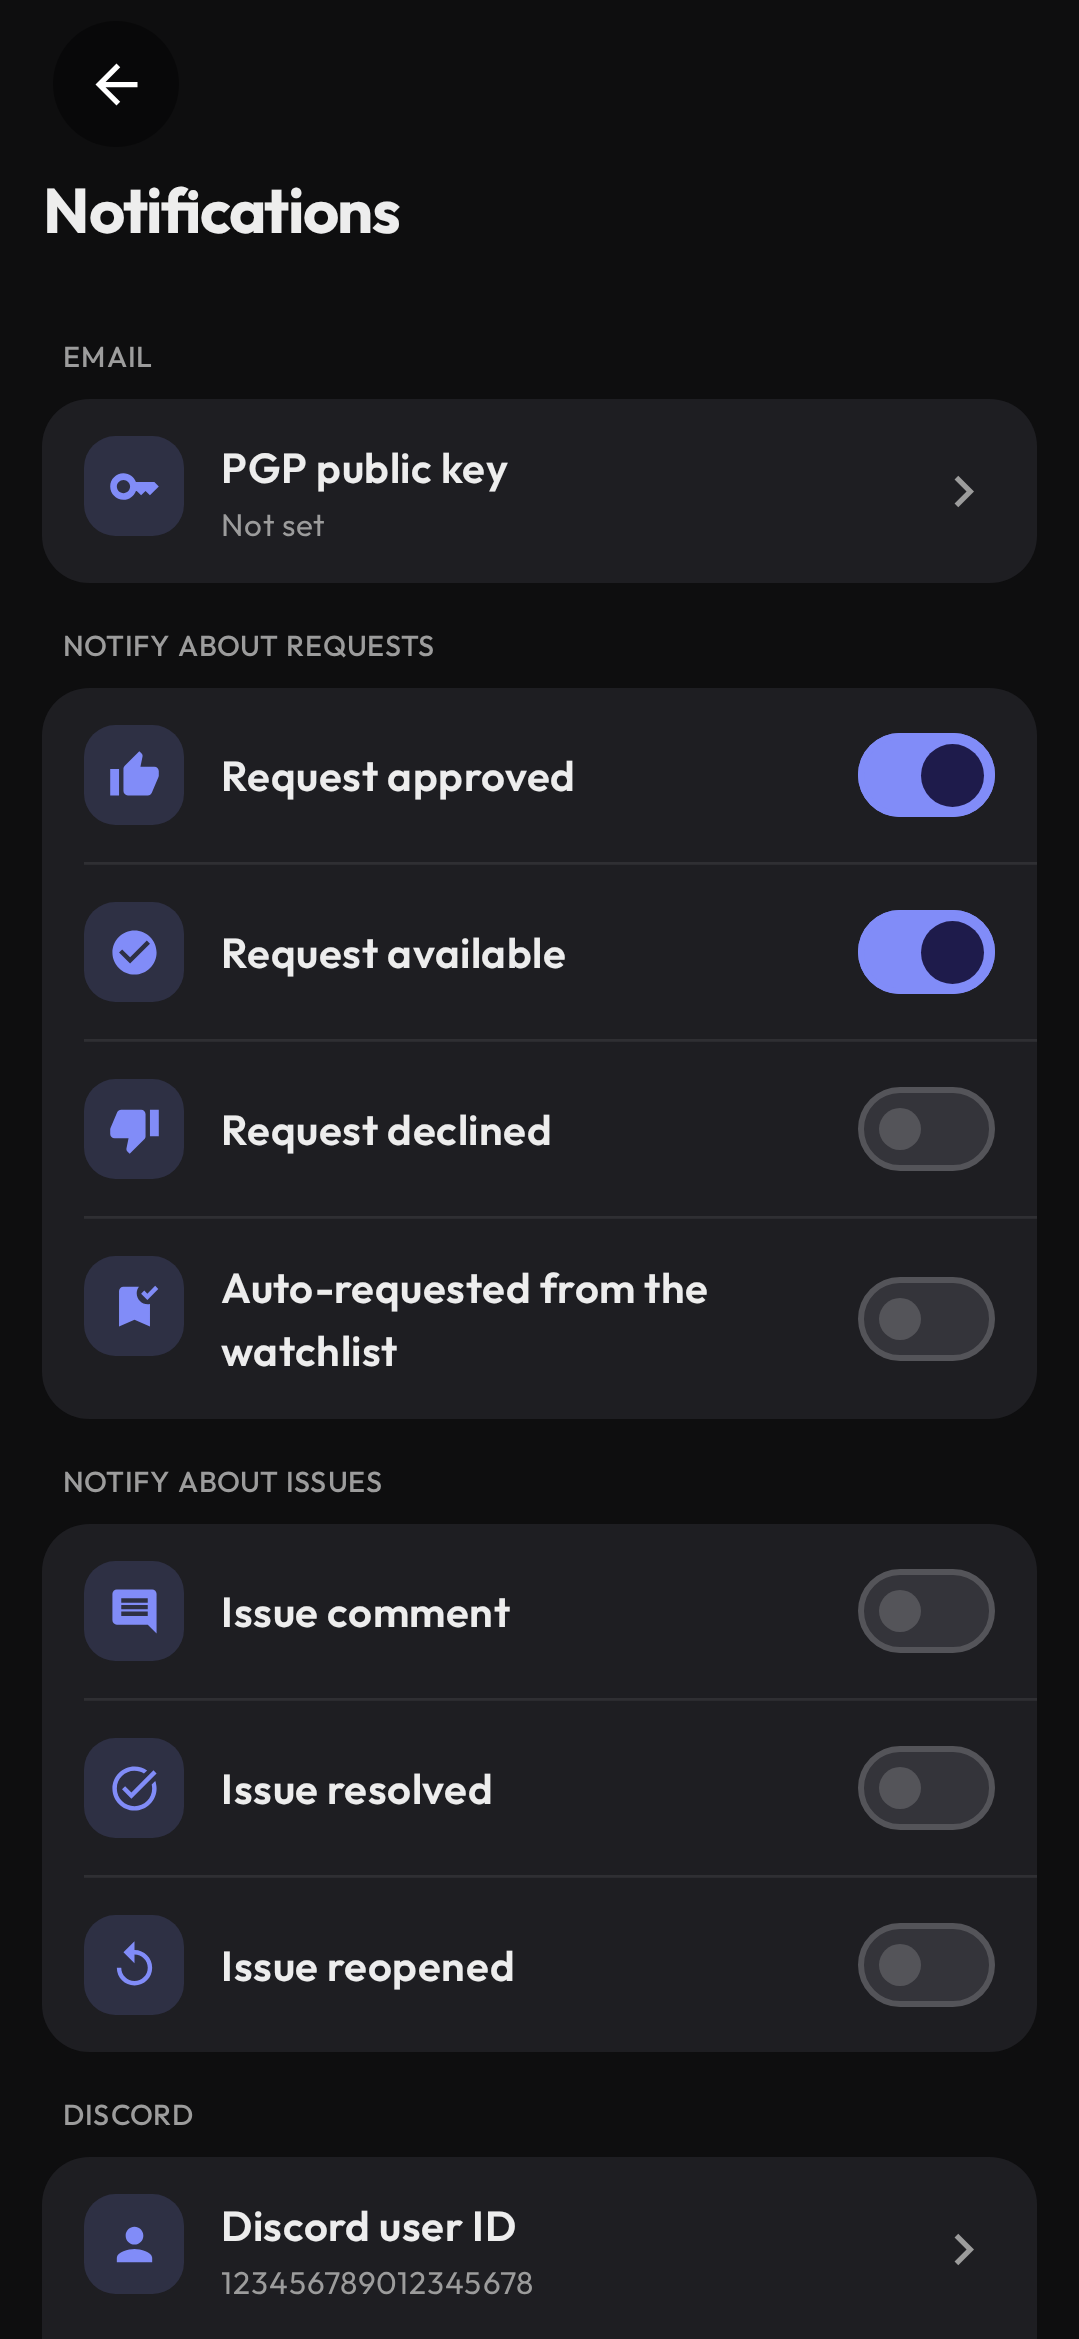 Notifications
EMAIL
PGP public key
Not set
NOTIFY ABOUT REQUESTS
Request approved
Request available
Request declined
Auto-requested from the
watchlist
NOTIFY ABOUT ISSUES
Issue comment
Issue resolved
Issue reopened
DISCORD
Discord user ID
123456789012345678